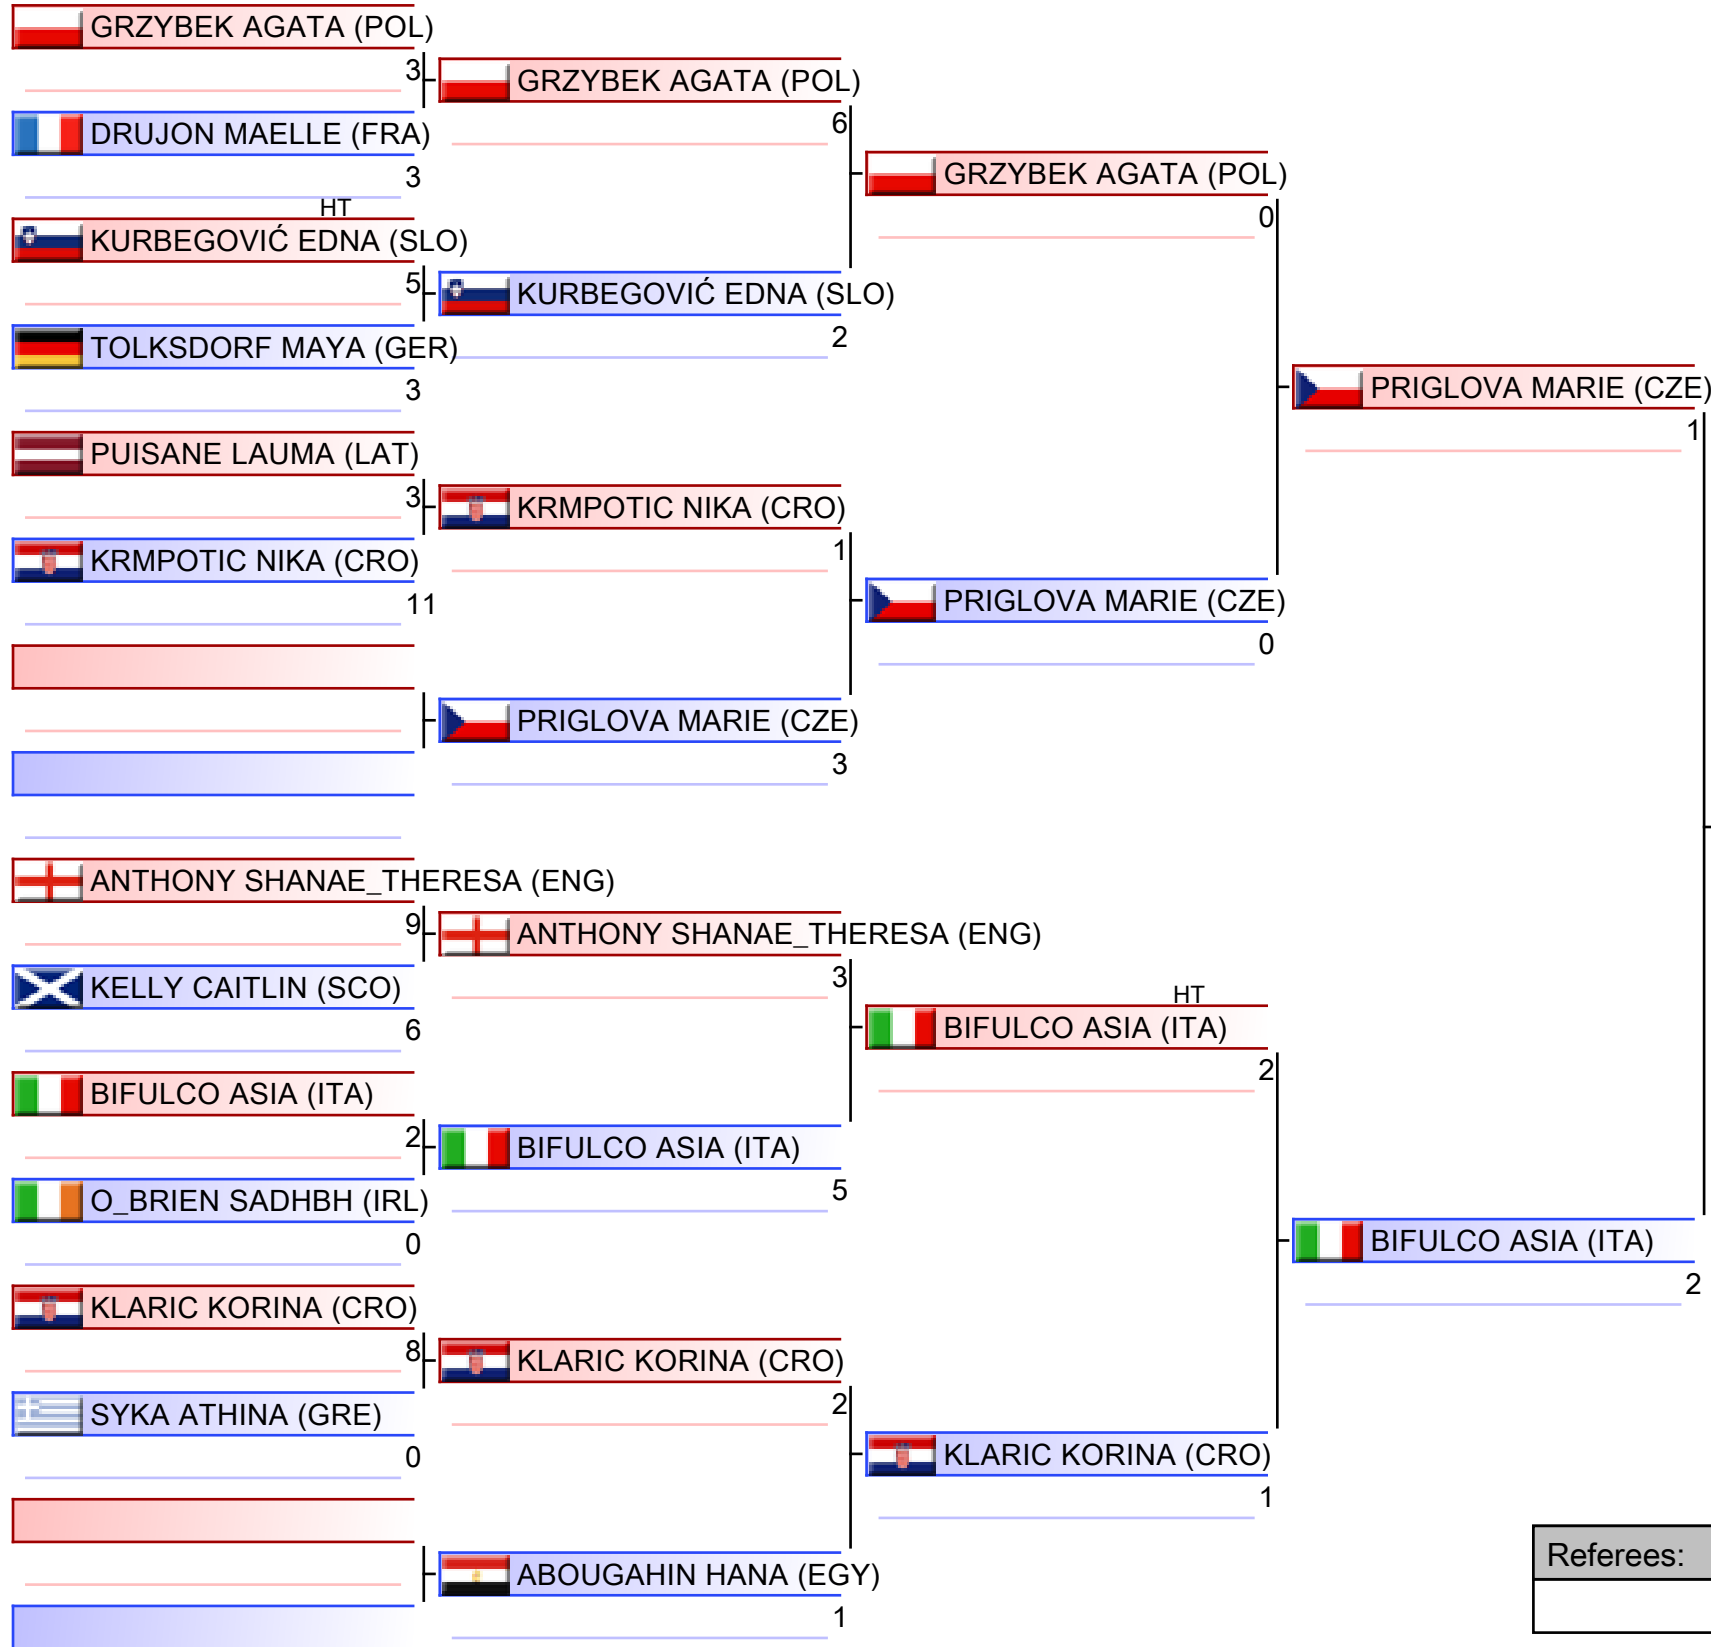 GRZYBEK AGATA (POL)
3
DRUJON MAELLE (FRA)
3
HT
KURBEGOVIĆ EDNA (SLO)
5
TOLKSDORF MAYA (GER)
3
PUISANE LAUMA (LAT)
3
KRMPOTIC NIKA (CRO)
11
ANTHONY SHANAE_THERESA (ENG)
9
KELLY CAITLIN (SCO)
6
BIFULCO ASIA (ITA)
2
O_BRIEN SADHBH (IRL)
0
KLARIC KORINA (CRO)
8
SYKA ATHINA (GRE)
0
GRZYBEK AGATA (POL)
6
KURBEGOVIĆ EDNA (SLO)
2
KRMPOTIC NIKA (CRO)
1
PRIGLOVA MARIE (CZE)
3
ANTHONY SHANAE_THERESA (ENG)
3
BIFULCO ASIA (ITA)
5
KLARIC KORINA (CRO)
2
ABOUGAHIN HANA (EGY)
1
GRZYBEK AGATA (POL)
0
PRIGLOVA MARIE (CZE)
0
HT
BIFULCO ASIA (ITA)
2
KLARIC KORINA (CRO)
1
PRIGLOVA MARIE (CZE)
1
BIFULCO ASIA (ITA)
2
Referees: